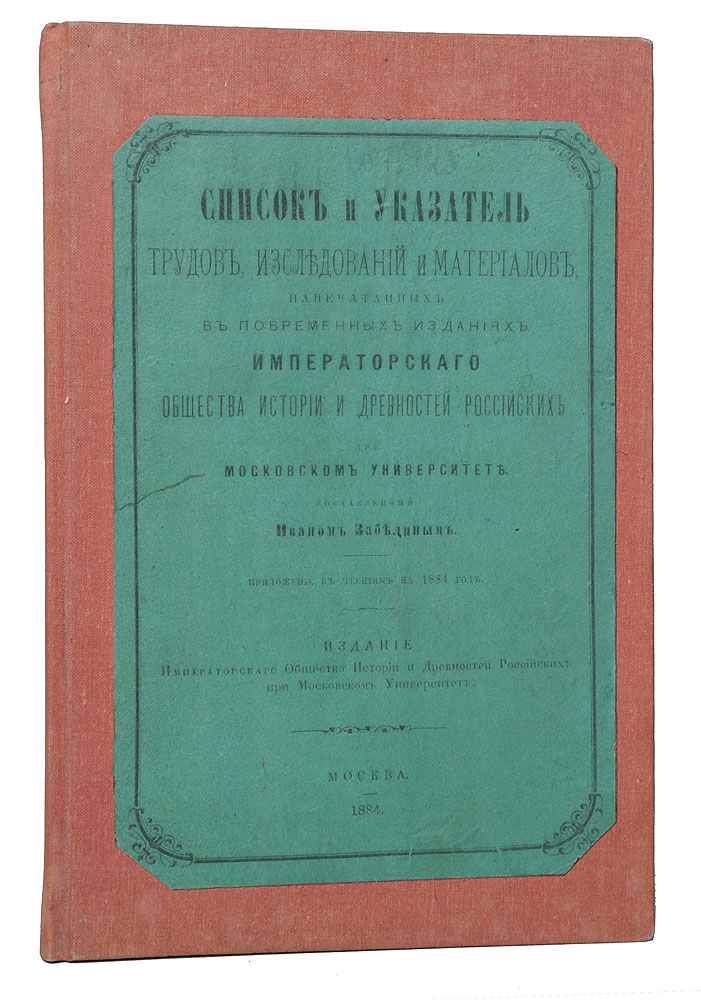 СПИСОКЪ и УКАЗАТЕЛЬ
ТРУДОВЪ, ИЗСЛѢДОВАНІЙ и МАТЕРІАЛОВЪ,
НАПЕЧАТАННЫХЪ
ВЪ ПОВРЕМЕННЫХЪ ИЗДАНІЯХЪ
ИМПЕРАТОРСКАГО
ОБЩЕСТВА ИСТОРІИ И ДРЕВНОСТЕЙ РОССІЙСКИХЪ
ПРИ
МОСКОВСКОМЪ УНИВЕРСИТЕТѢ.
СОСТАВЛЕННЫЙ
Иваномъ Забѣлинымъ.
ПРИЛОЖЕНІЕ КЪ ЧТЕНІЯМЪ НА 1884 ГОДЪ.
ИЗДАНІЕ
Императорскаго Общества Исторіи и Древностей Россійскихъ
при Московскомъ Университетѣ.
МОСКВА.
1884.